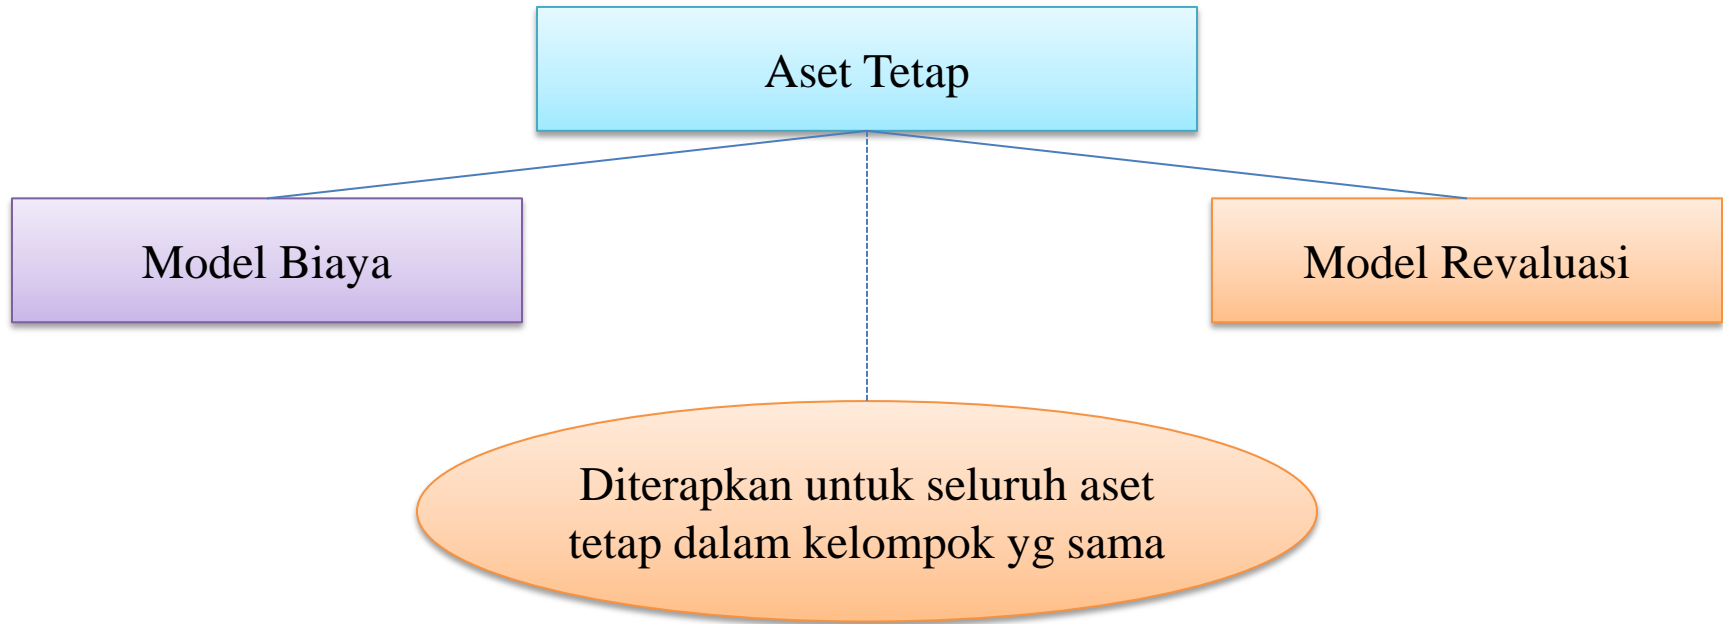 Aset Tetap
Model Biaya
Model Revaluasi
Diterapkan untuk seluruh aset
tetap dalam kelompok yg sama